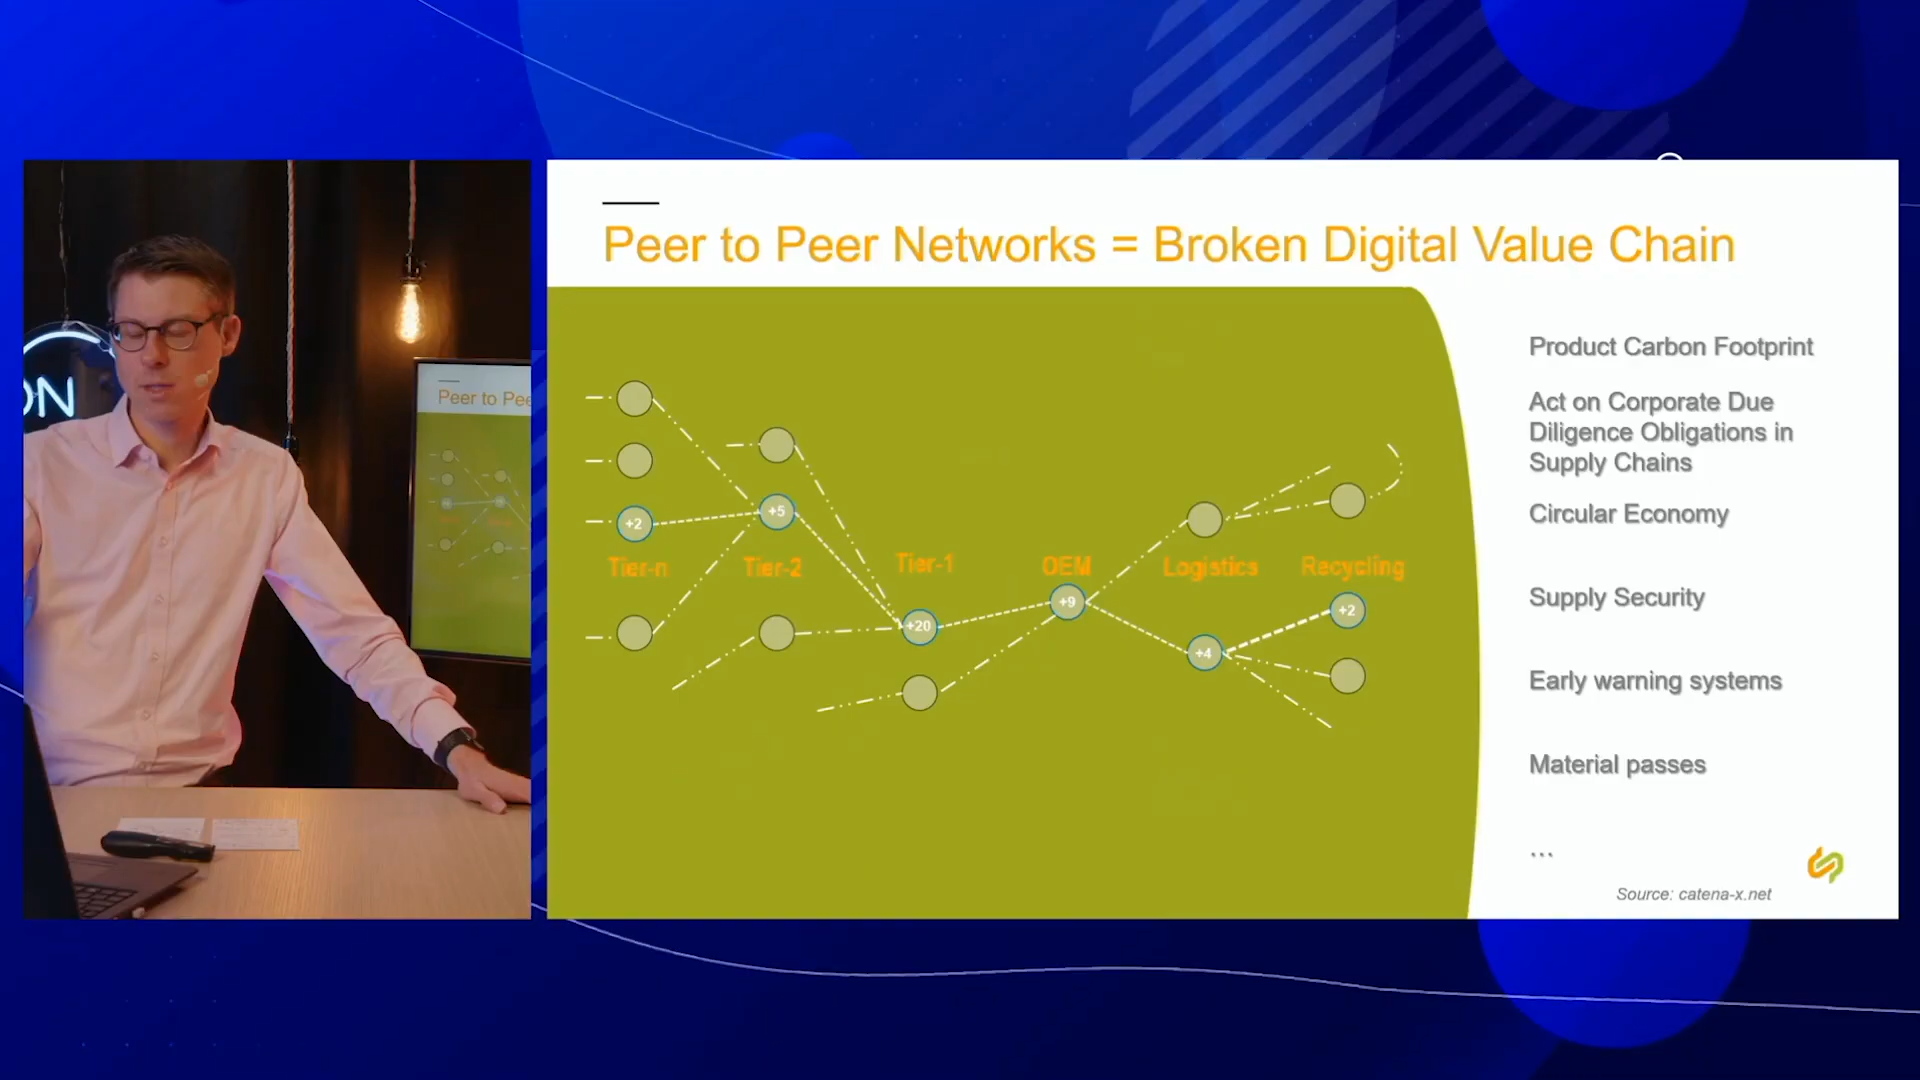 Peer to Peer Networks = Broken Digital Value Chain
+2
+5
+20
+9
+4
+2
Tier-n
Tier-2
Tier-1
OEM
Logistics
Recycling
Product Carbon Footprint
Act on Corporate Due
Diligence Obligations in
Supply Chains
Circular Economy
Supply Security
Early warning systems
Material passes
...
Source: catena-x.net
ON
Peer to Pee